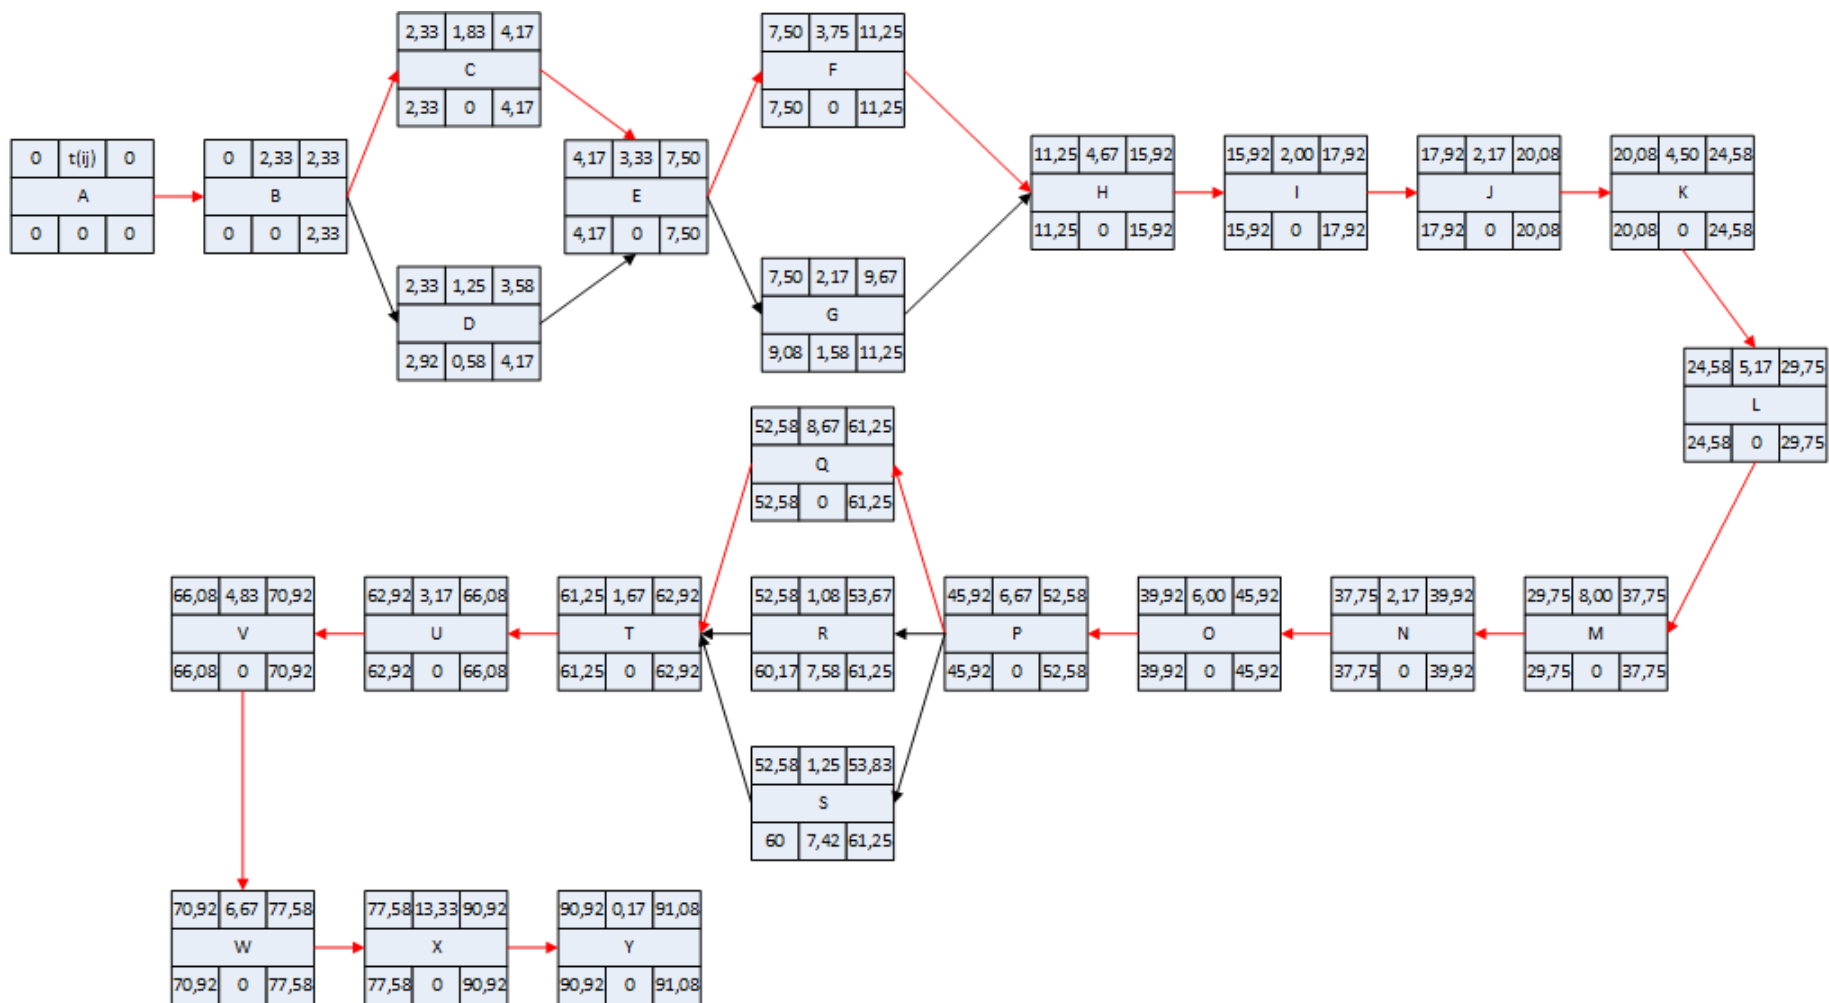 0 t(ij) 0
A
0 0 0
0 2,33 2,33
B
0 0 2,33
2,33 1,83 4,17
C
2,33 0 4,17
2,33 1,25 3,58
D
2,92 0,58 4,17
4,17 3,33 7,50
E
4,17 0 7,50
7,50 3,75 11,25
F
7,50 0 11,25
7,50 2,17 9,67
G
9,08 1,58 11,25
11,25 4,67 15,92
H
11,25 0 15,92
15,92 2,00 17,92
I
15,92 0 17,92
17,92 2,17 20,08
J
17,92 0 20,08
20,08 4,50 24,58
K
20,08 0 24,58
24,58 5,17 29,75
L
24,58 0 29,75
29,75 8,00 37,75
M
29,75 0 37,75
37,75 2,17 39,92
N
37,75 0 39,92
39,92 6,00 45,92
O
39,92 0 45,92
45,92 6,67 52,58
P
45,92 0 52,58
52,58 8,67 61,25
Q
52,58 0 61,25
52,58 1,08 53,67
R
60,17 7,58 61,25
52,58 1,25 53,83
S
60 7,42 61,25
61,25 1,67 62,92
T
61,25 0 62,92
62,92 3,17 66,08
U
62,92 0 66,08
66,08 4,83 70,92
V
66,08 0 70,92
70,92 6,67 77,58
W
70,92 0 77,58
77,58 13,33 90,92
X
77,58 0 90,92
90,92 0,17 91,08
Y
90,92 0 91,08